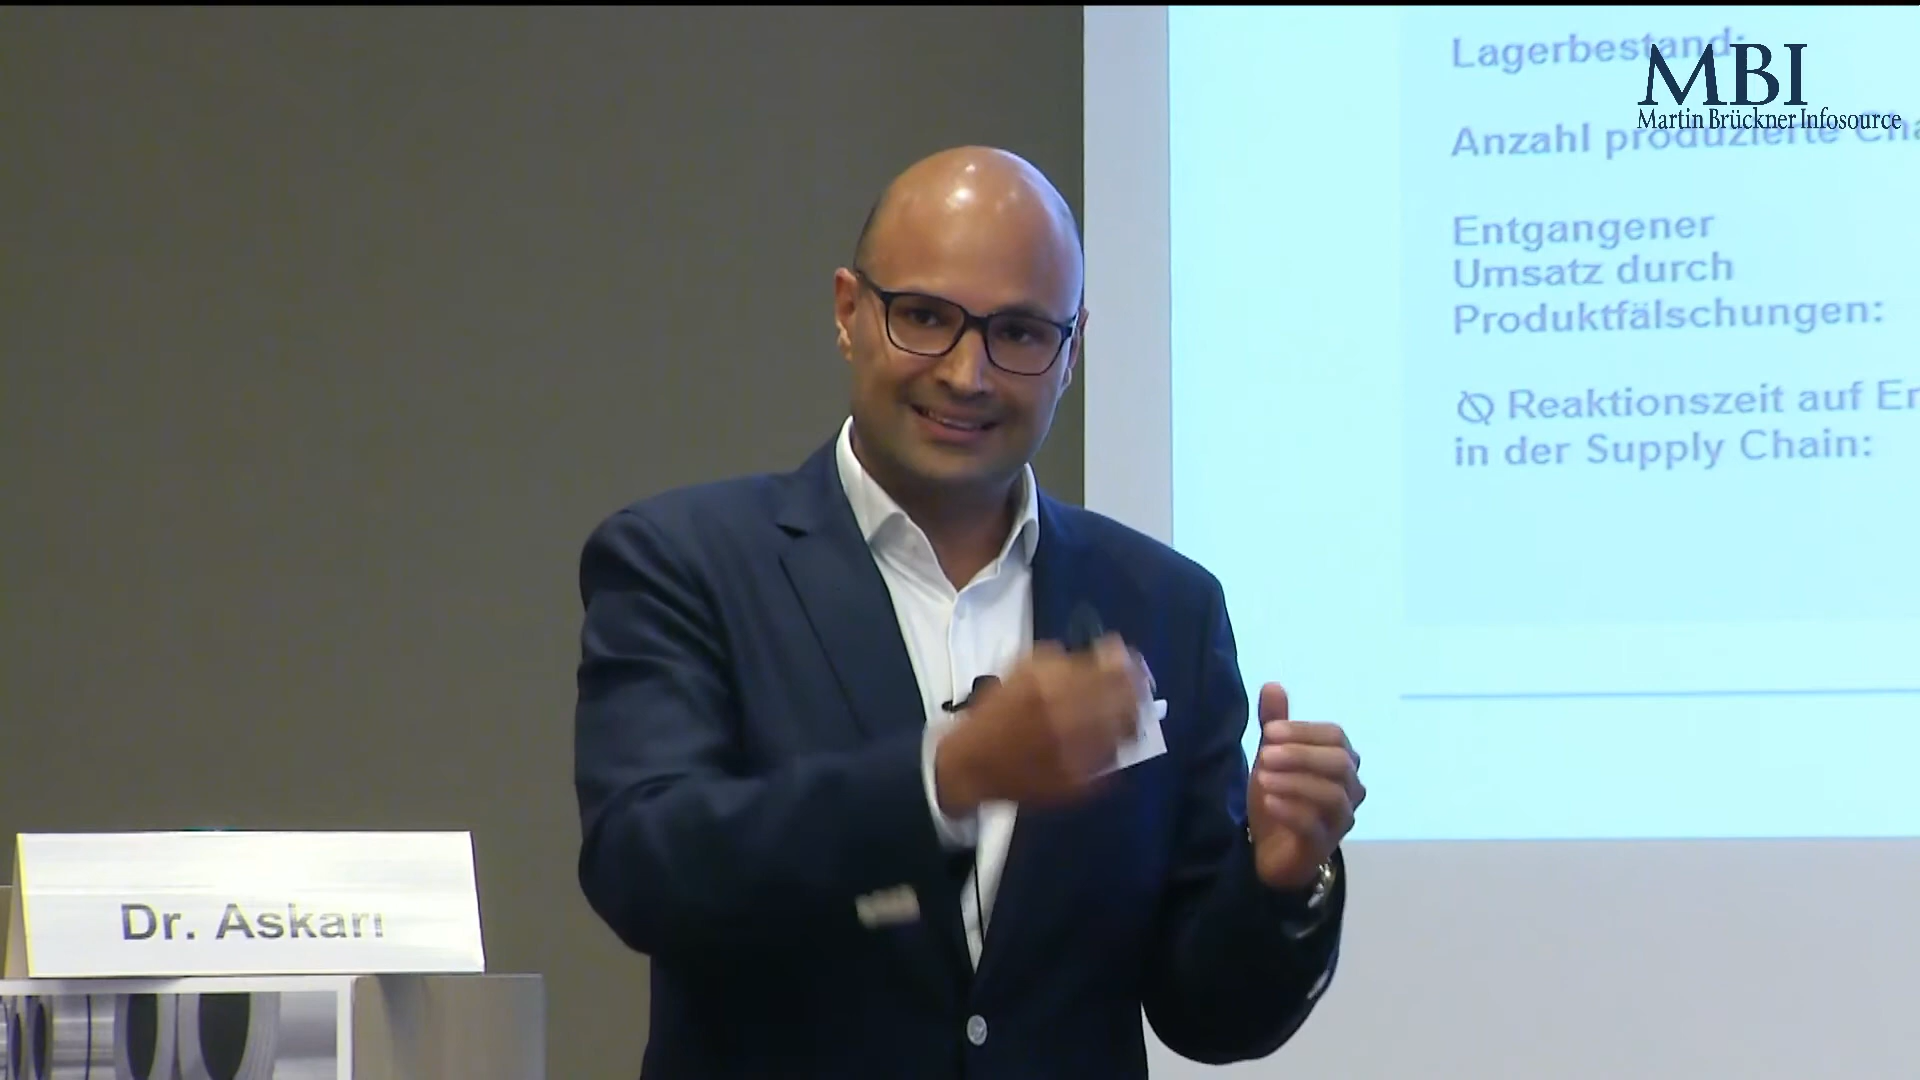 Lagerbestand:
MBI
Martin Brückner Infosource
Anzahl produzierte
Entgangener
Umsatz durch
Produktfälschungen:
Ø Reaktionszeit auf
in der Supply Chain:
Dr. Askari